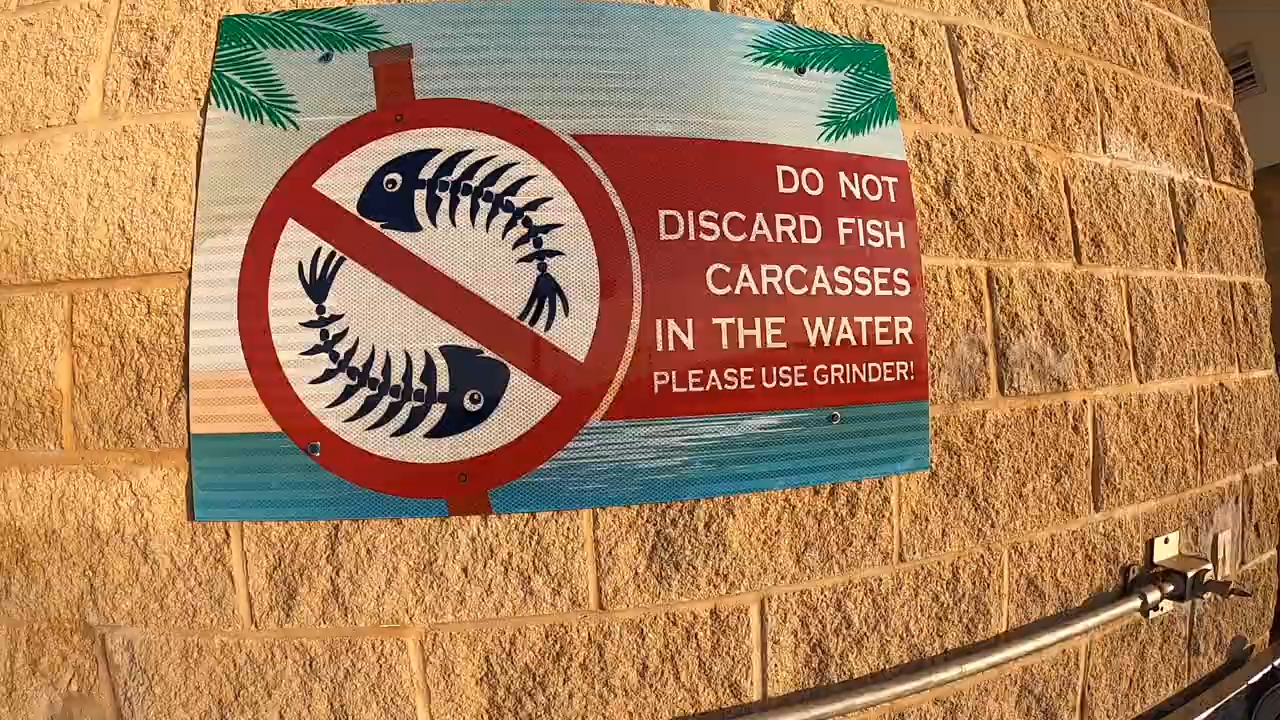 DO NOT
DISCARD FISH
CARCASSES
IN THE WATER
PLEASE USE GRINDER!